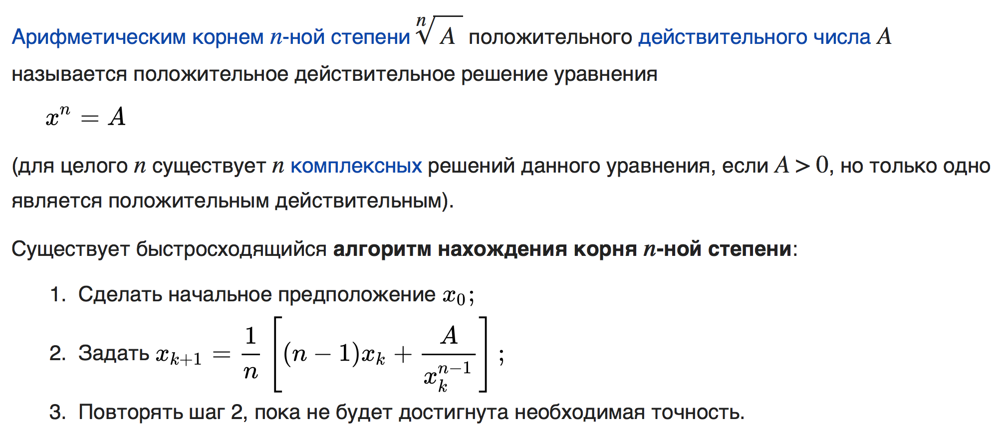 Арифметическим корнем n-ной степени $\sqrt[n]{A}$ положительного действительного числа A
называется положительное действительное решение уравнения
$x^n = A$
(для целого n существует n комплексных решений данного уравнения, если A > 0, но только одно
является положительным действительным).
Существует быстросходящийся алгоритм нахождения корня n-ной степени:
1. Сделать начальное предположение $x_0$;
2. Задать $x_{k+1} = \frac{1}{n} \left[ (n-1)x_k + \frac{A}{x_k^{n-1}} \right]$;
3. Повторять шаг 2, пока не будет достигнута необходимая точность.